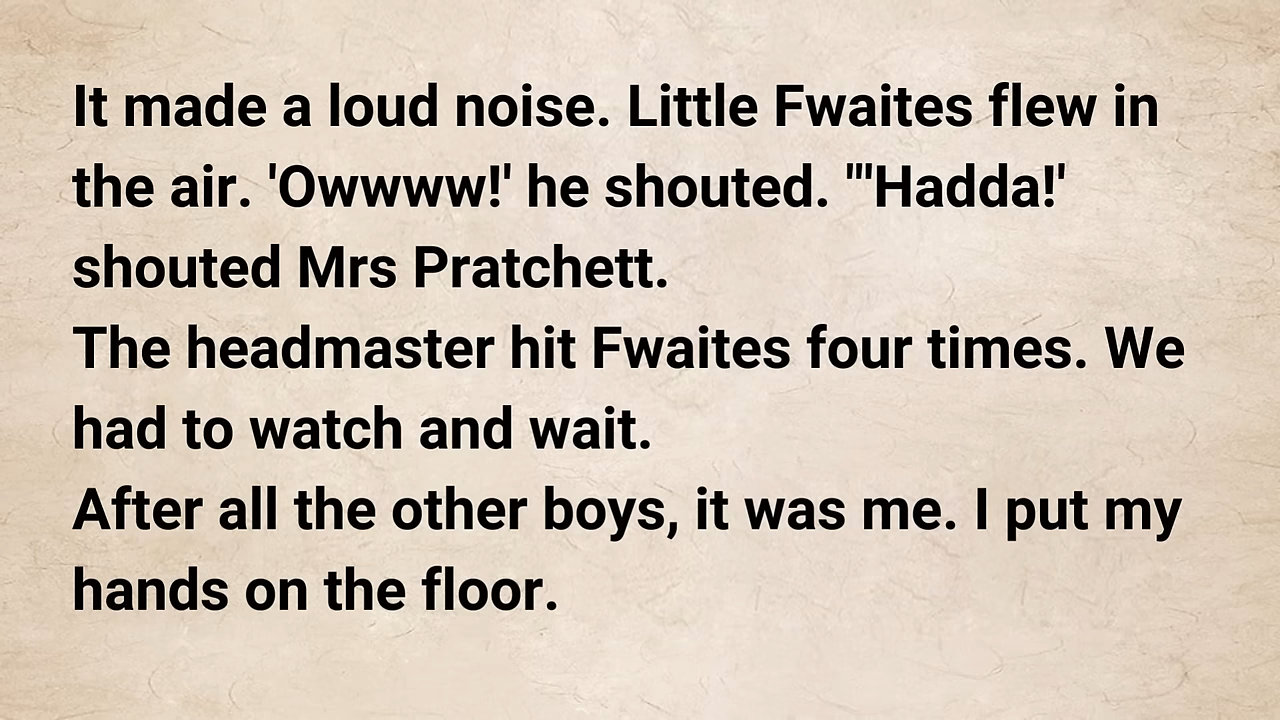 It made a loud noise. Little Fwaites flew in
the air. 'Owwww!' he shouted. "'Hadda!'
shouted Mrs Pratchett.
The headmaster hit Fwaites four times. We
had to watch and wait.
After all the other boys, it was me. I put my
hands on the floor.